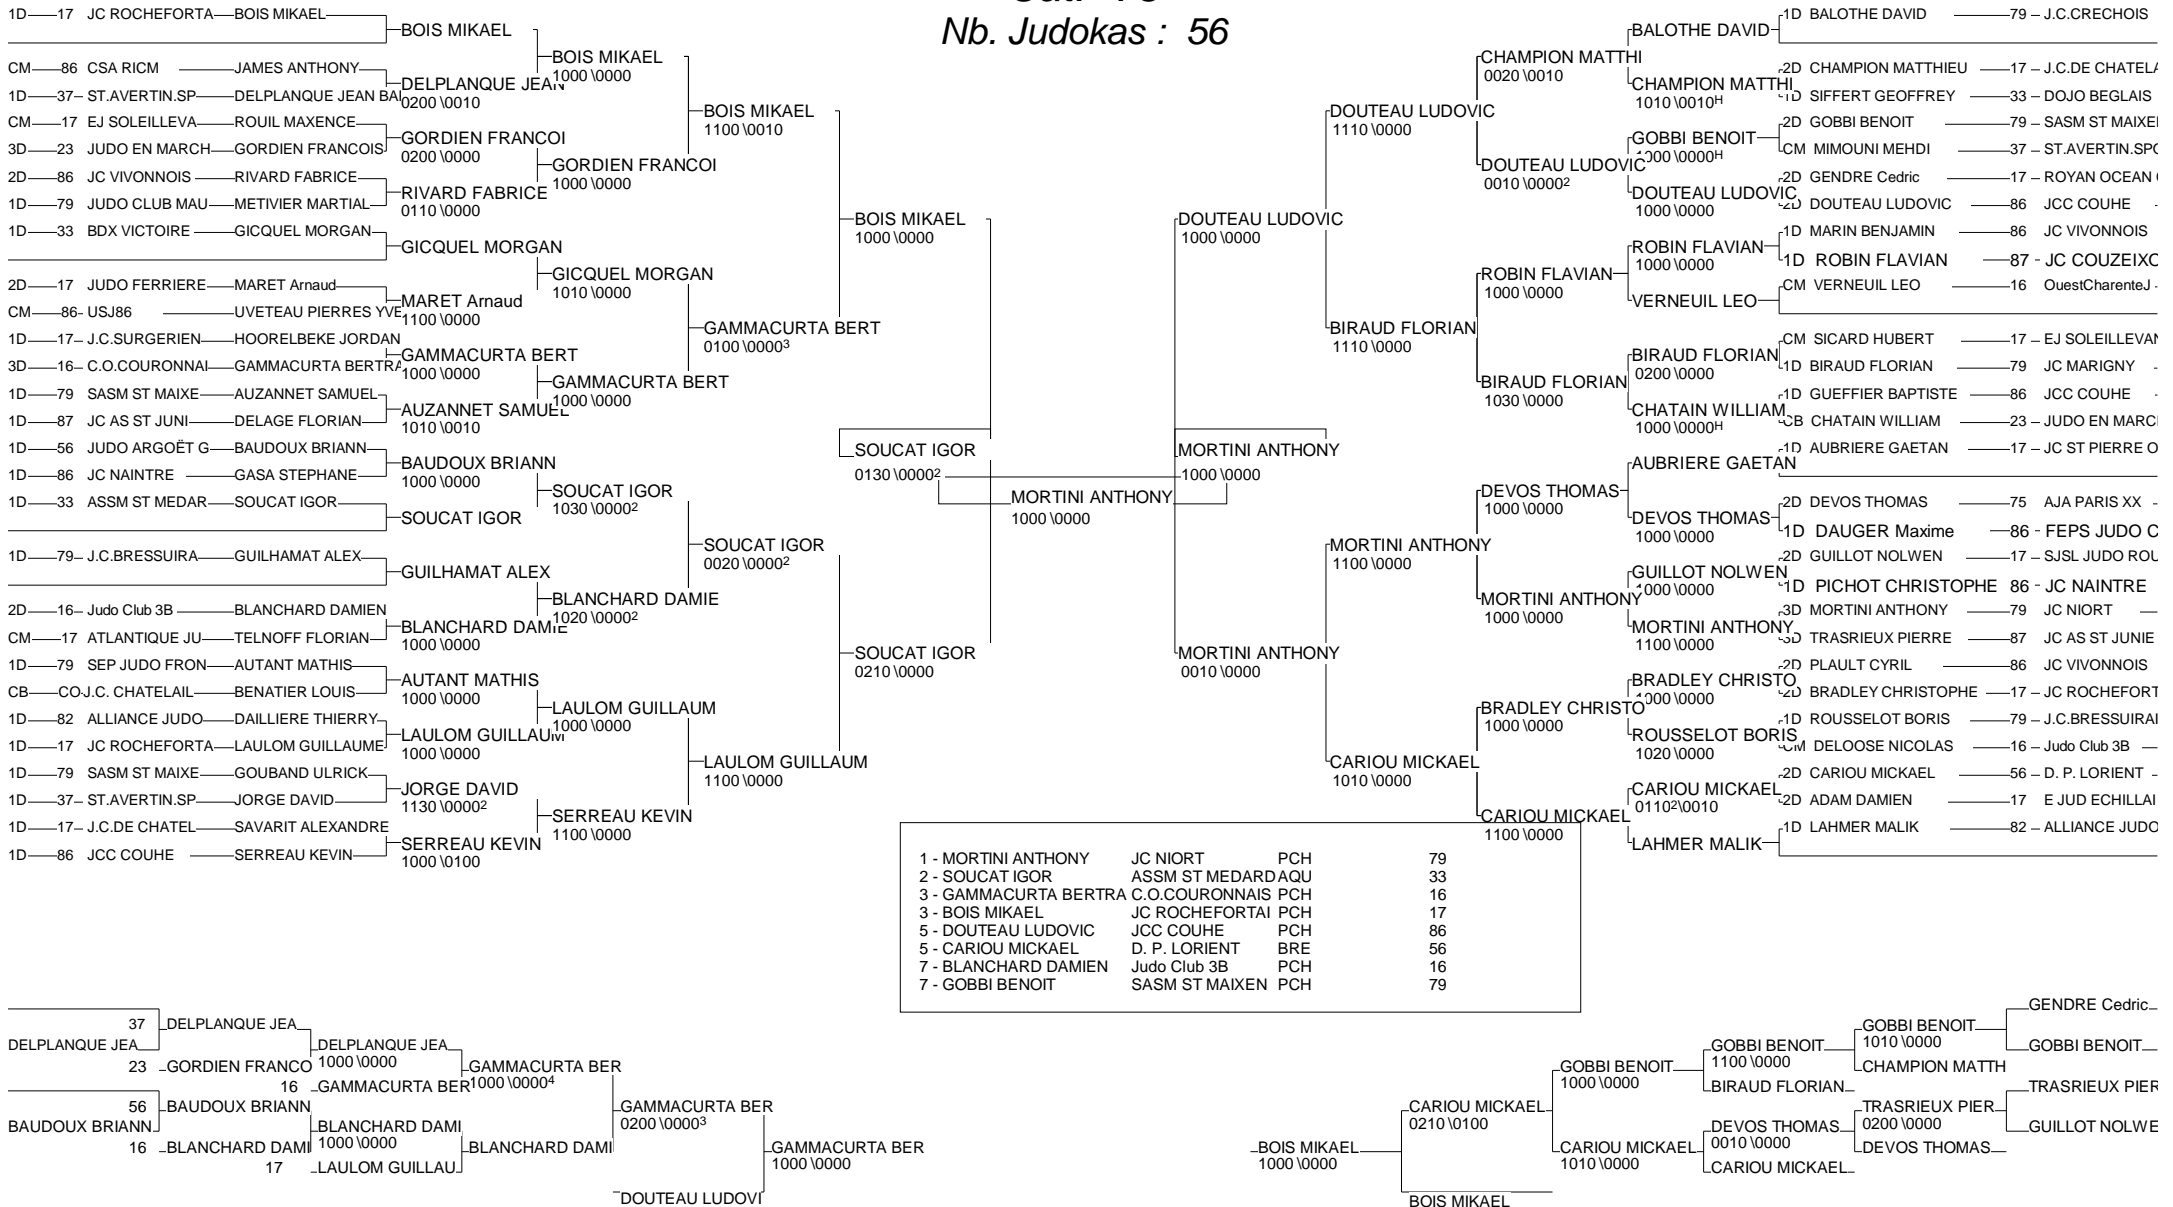 Nb. Judokas :  56
1D 17 JC ROCHEFORTA BOIS MIKAEL
CM 86 CSA RICM JAMES ANTHONY
1D 37 ST.AVERTIN.SP DELPLANQUE JEAN BA
CM 17 EJ SOLEILLEVA ROUIL MAXENCE
3D 23 JUDO EN MARCH GORDIEN FRANCOIS
2D 86 JC VIVONNOIS RIVARD FABRICE
1D 79 JUDO CLUB MAU METIVIER MARTIAL
1D 33 BDX VICTOIRE GICQUEL MORGAN
2D 17 JUDO FERRIERE MARET Arnaud
CM 86 USJ86 UVETEAU PIERRES YVE
1D 17 J.C.SURGERIEN HOORELBEKE JORDAN
3D 16 C.O.COURONNAI GAMMACURTA BERTRA
1D 79 SASM ST MAIXE AUZANNET SAMUEL
1D 87 JC AS ST JUNI DELAGE FLORIAN
1D 56 JUDO ARGOËT G BAUDOUX BRIANN
1D 86 JC NAINTRE GASA STEPHANE
1D 33 ASSM ST MEDAR SOUCAT IGOR
1D 79 J.C.BRESSUIRA GUILHAMAT ALEX
2D 16 Judo Club 3B BLANCHARD DAMIEN
CM 17 ATLANTIQUE JU TELNOFF FLORIAN
1D 79 SEP JUDO FRON AUTANT MATHIS
CB CO J.C. CHATELAIL BENATIER LOUIS
1D 82 ALLIANCE JUDO DAILLIERE THIERRY
1D 17 JC ROCHEFORTA LAULOM GUILLAUME
1D 79 SASM ST MAIXE GOUBAND ULRICK
1D 37 ST.AVERTIN.SP JORGE DAVID
1D 17 J.C.DE CHATEL SAVARIT ALEXANDRE
1D 86 JCC COUHE SERREAU KEVIN
BOIS MIKAEL
DELPLANQUE JEAN
0200 \0010
GORDIEN FRANCOI
0200 \0000
RIVARD FABRICE
0110 \0000
GICQUEL MORGAN
MARET Arnaud
1100 \0000
GAMMACURTA BERT
1000 \0000
AUZANNET SAMUEL
1010 \0010
BAUDOUX BRIANN
1000 \0000
SOUCAT IGOR
GUILHAMAT ALEX
BLANCHARD DAMIE
1000 \0000
AUTANT MATHIS
1000 \0000
LAULOM GUILLAUM
1000 \0000
JORGE DAVID
1130 \0000²
SERREAU KEVIN
1000 \0100
BOIS MIKAEL
1000 \0000
GORDIEN FRANCOI
1000 \0000
GICQUEL MORGAN
1010 \0000
GAMMACURTA BERT
1000 \0000
SOUCAT IGOR
1030 \0000²
BLANCHARD DAMIE
1020 \0000²
LAULOM GUILLAUM
1000 \0000
SERREAU KEVIN
1100 \0000
BOIS MIKAEL
1100 \0010
GAMMACURTA BERT
0100 \0000³
SOUCAT IGOR
0020 \0000²
LAULOM GUILLAUM
1100 \0000
BOIS MIKAEL
1000 \0000
SOUCAT IGOR
0210 \0000
SOUCAT IGOR
0130 \0000²
MORTINI ANTHONY
1000 \0000
MORTINI ANTHONY
1000 \0000
DOUTEAU LUDOVIC
1000 \0000
MORTINI ANTHONY
0010 \0000
DOUTEAU LUDOVIC
1110 \0000
BIRAUD FLORIAN
1110 \0000
MORTINI ANTHONY
1100 \0000
CARIOU MICKAEL
1010 \0000
CHAMPION MATTHI
0020 \0010
DOUTEAU LUDOVIC
0010 \0000²
ROBIN FLAVIAN
1000 \0000
BIRAUD FLORIAN
1030 \0000
DEVOS THOMAS
1000 \0000
MORTINI ANTHONY
1000 \0000
BRADLEY CHRISTO
1000 \0000
CARIOU MICKAEL
1100 \0000
BALOTHE DAVID
CHAMPION MATTHI
1010 \0010ᴴ
GOBBI BENOIT
1000 \0000ᴴ
DOUTEAU LUDOVIC
1000 \0000
ROBIN FLAVIAN
1000 \0000
VERNEUIL LEO
BIRAUD FLORIAN
0200 \0000
CHATAIN WILLIAM
1000 \0000ᴴ
AUBRIERE GAETAN
DEVOS THOMAS
1000 \0000
GUILLOT NOLWEN
1000 \0000
MORTINI ANTHONY
1100 \0000
BRADLEY CHRISTO
1000 \0000
ROUSSELOT BORIS
1020 \0000
CARIOU MICKAEL
0110²\0010
LAHMER MALIK
1D BALOTHE DAVID 79 J.C.CRECHOIS
2D CHAMPION MATTHIEU 17 J.C.DE CHATELA
1D SIFFERT GEOFFREY 33 DOJO BEGLAIS
2D GOBBI BENOIT 79 SASM ST MAIXE
CM MIMOUNI MEHDI 37 ST.AVERTIN.SP
2D GENDRE Cedric 17 ROYAN OCEAN
2D DOUTEAU LUDOVIC 86 JCC COUHE
1D MARIN BENJAMIN 86 JC VIVONNOIS
1D ROBIN FLAVIAN 87 JC COUZEIX
CM VERNEUIL LEO 16 OuestCharenteJ
CM SICARD HUBERT 17 EJ SOLEILLEVA
1D BIRAUD FLORIAN 79 JC MARIGNY
1D GUEFFIER BAPTISTE 86 JCC COUHE
CB CHATAIN WILLIAM 23 JUDO EN MARC
1D AUBRIERE GAETAN 17 JC ST PIERRE O
2D DEVOS THOMAS 75 AJA PARIS XX
1D DAUGER Maxime 86 FEPS JUDO C
2D GUILLOT NOLWEN 17 SJSL JUDO ROU
1D PICHOT CHRISTOPHE 86 JC NAINTRE
3D MORTINI ANTHONY 79 JC NIORT
3D TRASRIEUX PIERRE 87 JC AS ST JUNIE
2D PLAULT CYRIL 86 JC VIVONNOIS
2D BRADLEY CHRISTOPHE 17 JC ROCHEFORT
1D ROUSSELOT BORIS 79 J.C.BRESSUIRAI
CM DELOOSE NICOLAS 16 Judo Club 3B
2D CARIOU MICKAEL 56 D. P. LORIENT
2D ADAM DAMIEN 17 E JUD ECHILLAI
1D LAHMER MALIK 82 ALLIANCE JUDO
1 - MORTINI ANTHONY JC NIORT PCH 79
2 - SOUCAT IGOR ASSM ST MEDARD AQU 33
3 - GAMMACURTA BERTRA C.O.COURONNAIS PCH 16
3 - BOIS MIKAEL JC ROCHEFORTAI PCH 17
5 - DOUTEAU LUDOVIC JCC COUHE PCH 86
5 - CARIOU MICKAEL D. P. LORIENT BRE 56
7 - BLANCHARD DAMIEN Judo Club 3B PCH 16
7 - GOBBI BENOIT SASM ST MAIXEN PCH 79
37 DELPLANQUE JEA
DELPLANQUE JEA
23 GORDIEN FRANCO
56 BAUDOUX BRIANN
BAUDOUX BRIANN
16 BLANCHARD DAMI
DELPLANQUE JEA
1000 \0000
16 GAMMACURTA BER
BLANCHARD DAMI
1000 \0000
17 LAULOM GUILLAU
GAMMACURTA BER
1000 \0000⁴
BLANCHARD DAMI
GAMMACURTA BER
0200 \0000³
DOUTEAU LUDOVI
GAMMACURTA BER
1000 \0000
BOIS MIKAEL
1000 \0000
CARIOU MICKAEL
0210 \0100
BOIS MIKAEL
GOBBI BENOIT
1000 \0000
CARIOU MICKAEL
1010 \0000
GOBBI BENOIT
1100 \0000
BIRAUD FLORIAN
DEVOS THOMAS
0010 \0000
CARIOU MICKAEL
GOBBI BENOIT
1010 \0000
CHAMPION MATTH
TRASRIEUX PIER
0200 \0000
DEVOS THOMAS
GENDRE Cedric
GOBBI BENOIT
TRASRIEUX PIER
GUILLOT NOLWE